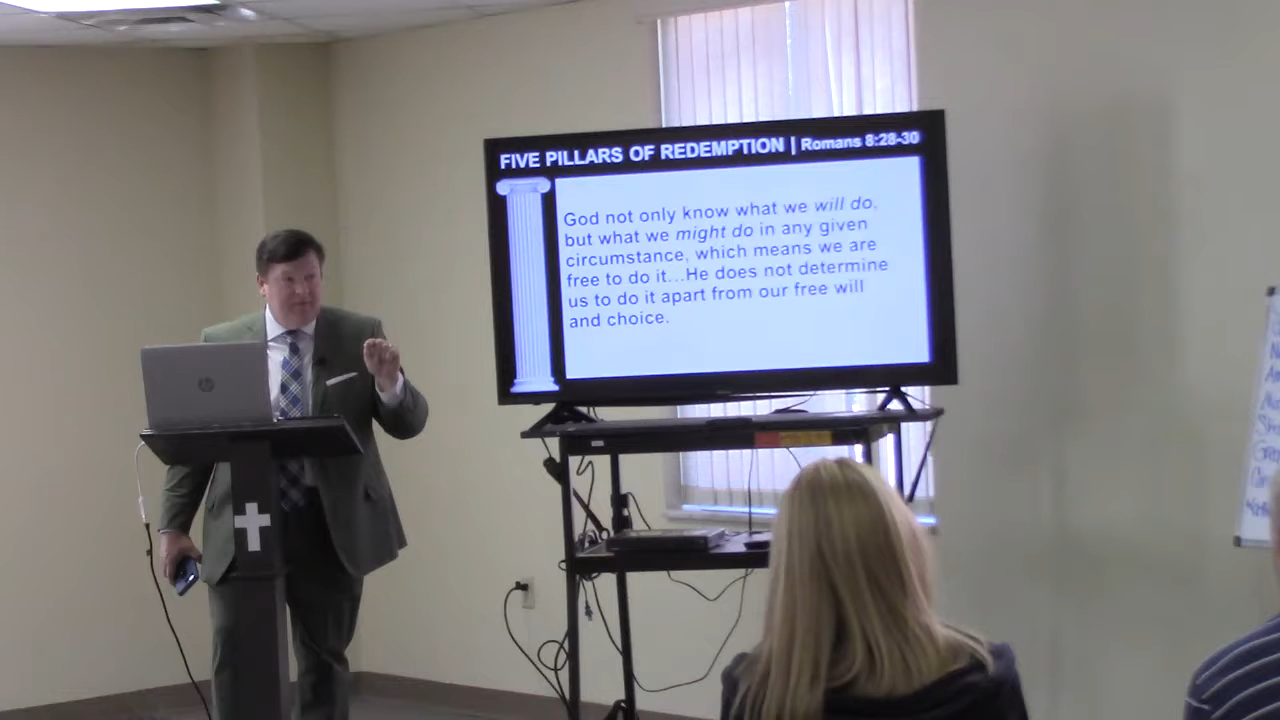 FIVE PILLARS OF REDEMPTION | Romans 8:28-30
God not only know what we will do,
but what we might do in any given
circumstance, which means we are
free to do it...He does not determine
us to do it apart from our free will
and choice.
hp